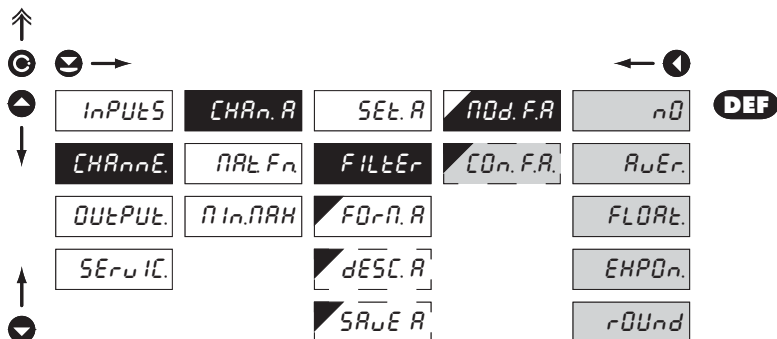 InPUtS CHAn. A SEt. A MOd. F.A nO DEF
CHAnnE. MAt. Fn. FILtEr COn. F.A. AvEr.
OUtPUt. MIn.MAX FOrM. A FLOAt.
SErvIC. dESC. A EXPOn.
SAvE A rOUnd